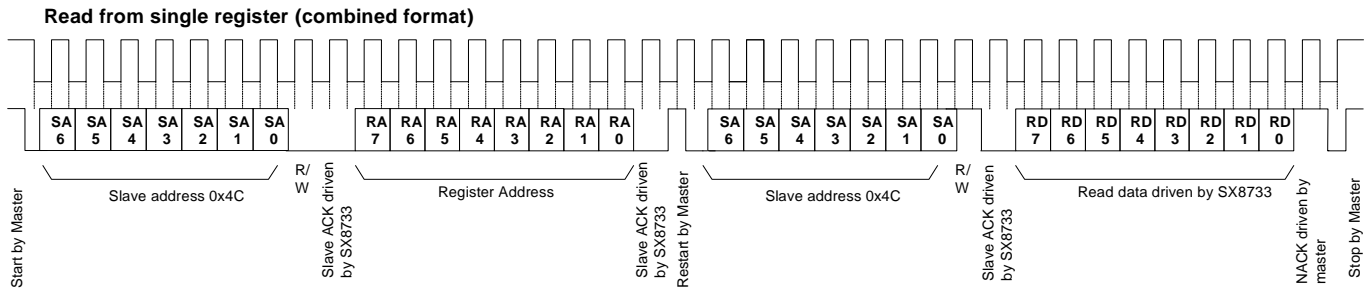 Read from single register (combined format)
SA SA SA SA SA SA SA RA RA RA RA RA RA RA RA SA SA SA SA SA SA SA RD RD RD RD RD RD RD RD
6 5 4 3 2 1 0 7 6 5 4 3 2 1 0 6 5 4 3 2 1 0 7 6 5 4 3 2 1 0
Start by Master
Slave address 0x4C
R/
W
Slave ACK driven
by SX8733
Register Address
Slave ACK driven
by SX8733
Restart by Master
Slave address 0x4C
R/
W
Slave ACK driven
by SX8733
Read data driven by SX8733
NACK driven by
master
Stop by Master